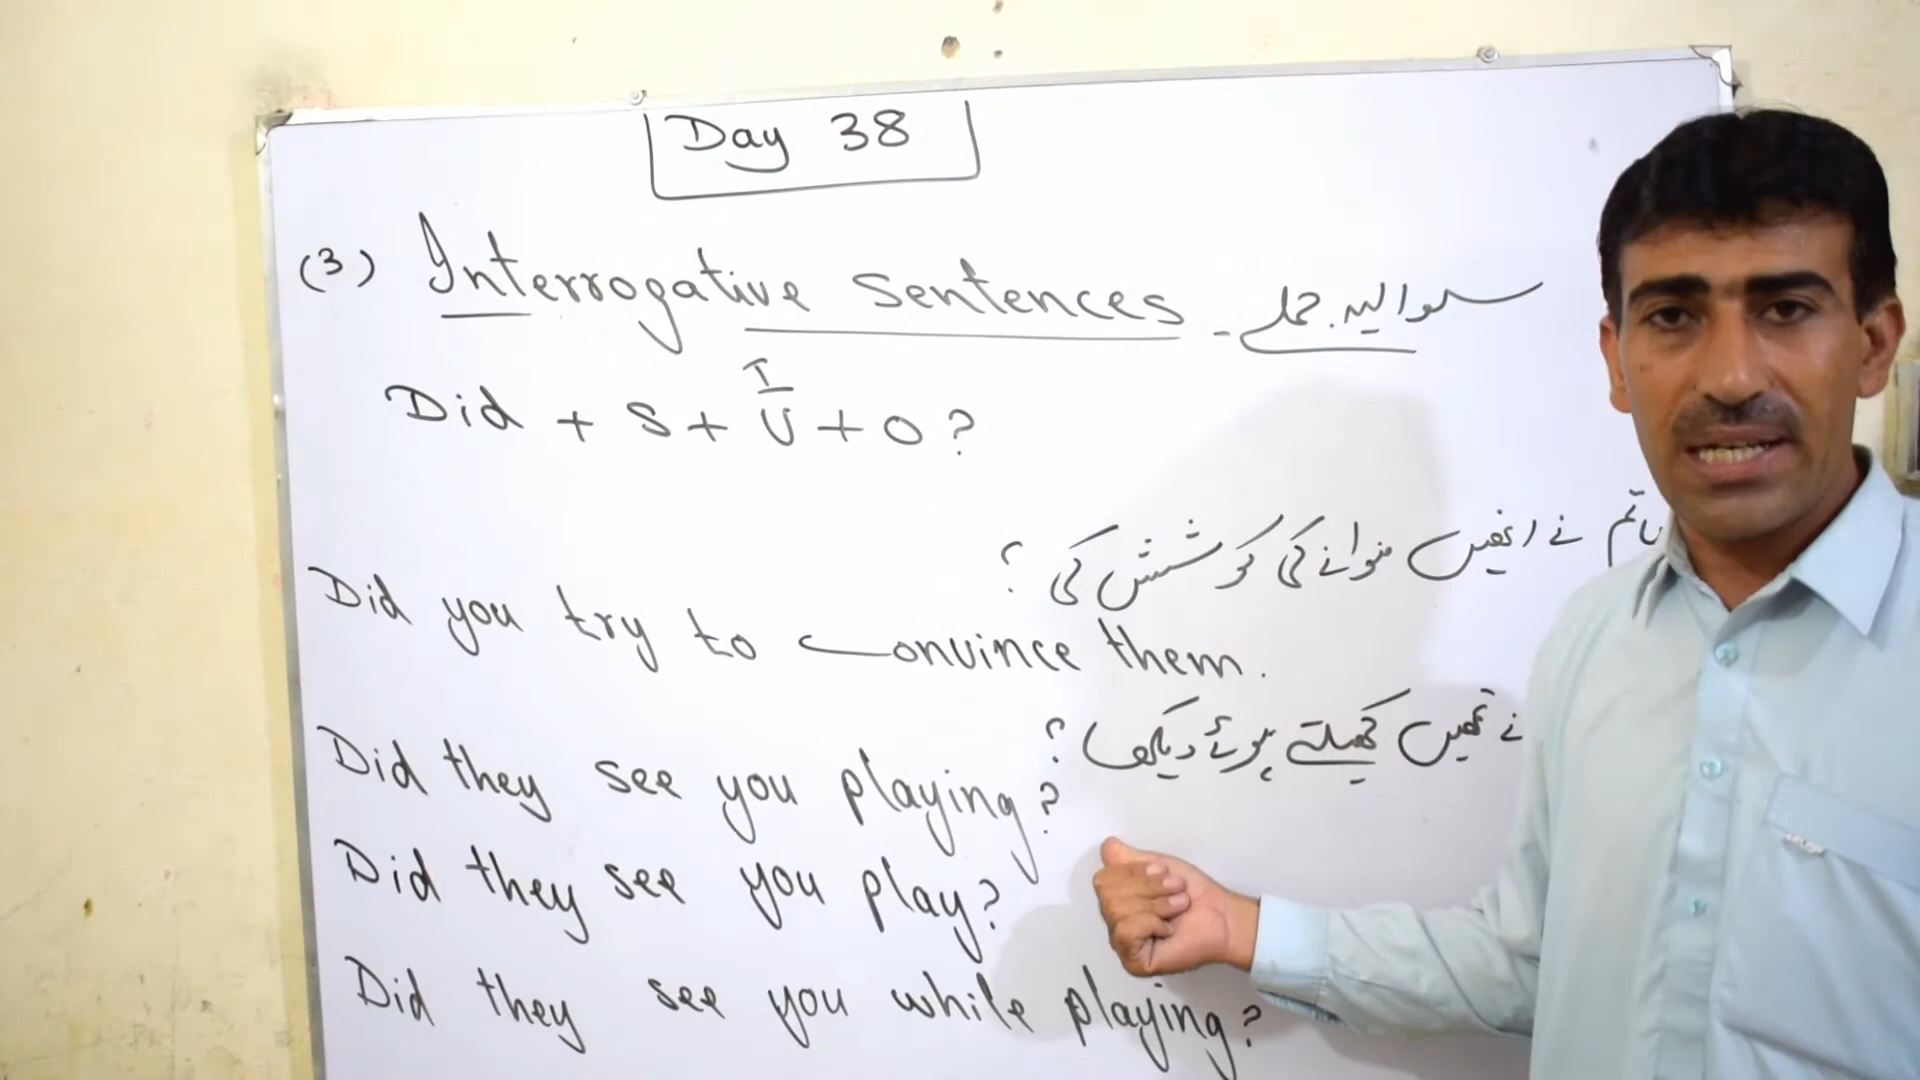 Day 38
(3) Interrogative Sentences - سوالیہ جملے
I
Did + S + V + O ?
تم نے انھیں منوانے کی کوشش کی ؟
Did you try to Convince them.
نے تمھیں کھیلتے ہوئے دیکھا ؟
Did they see you playing?
Did they see you play?
Did they see you while playing?